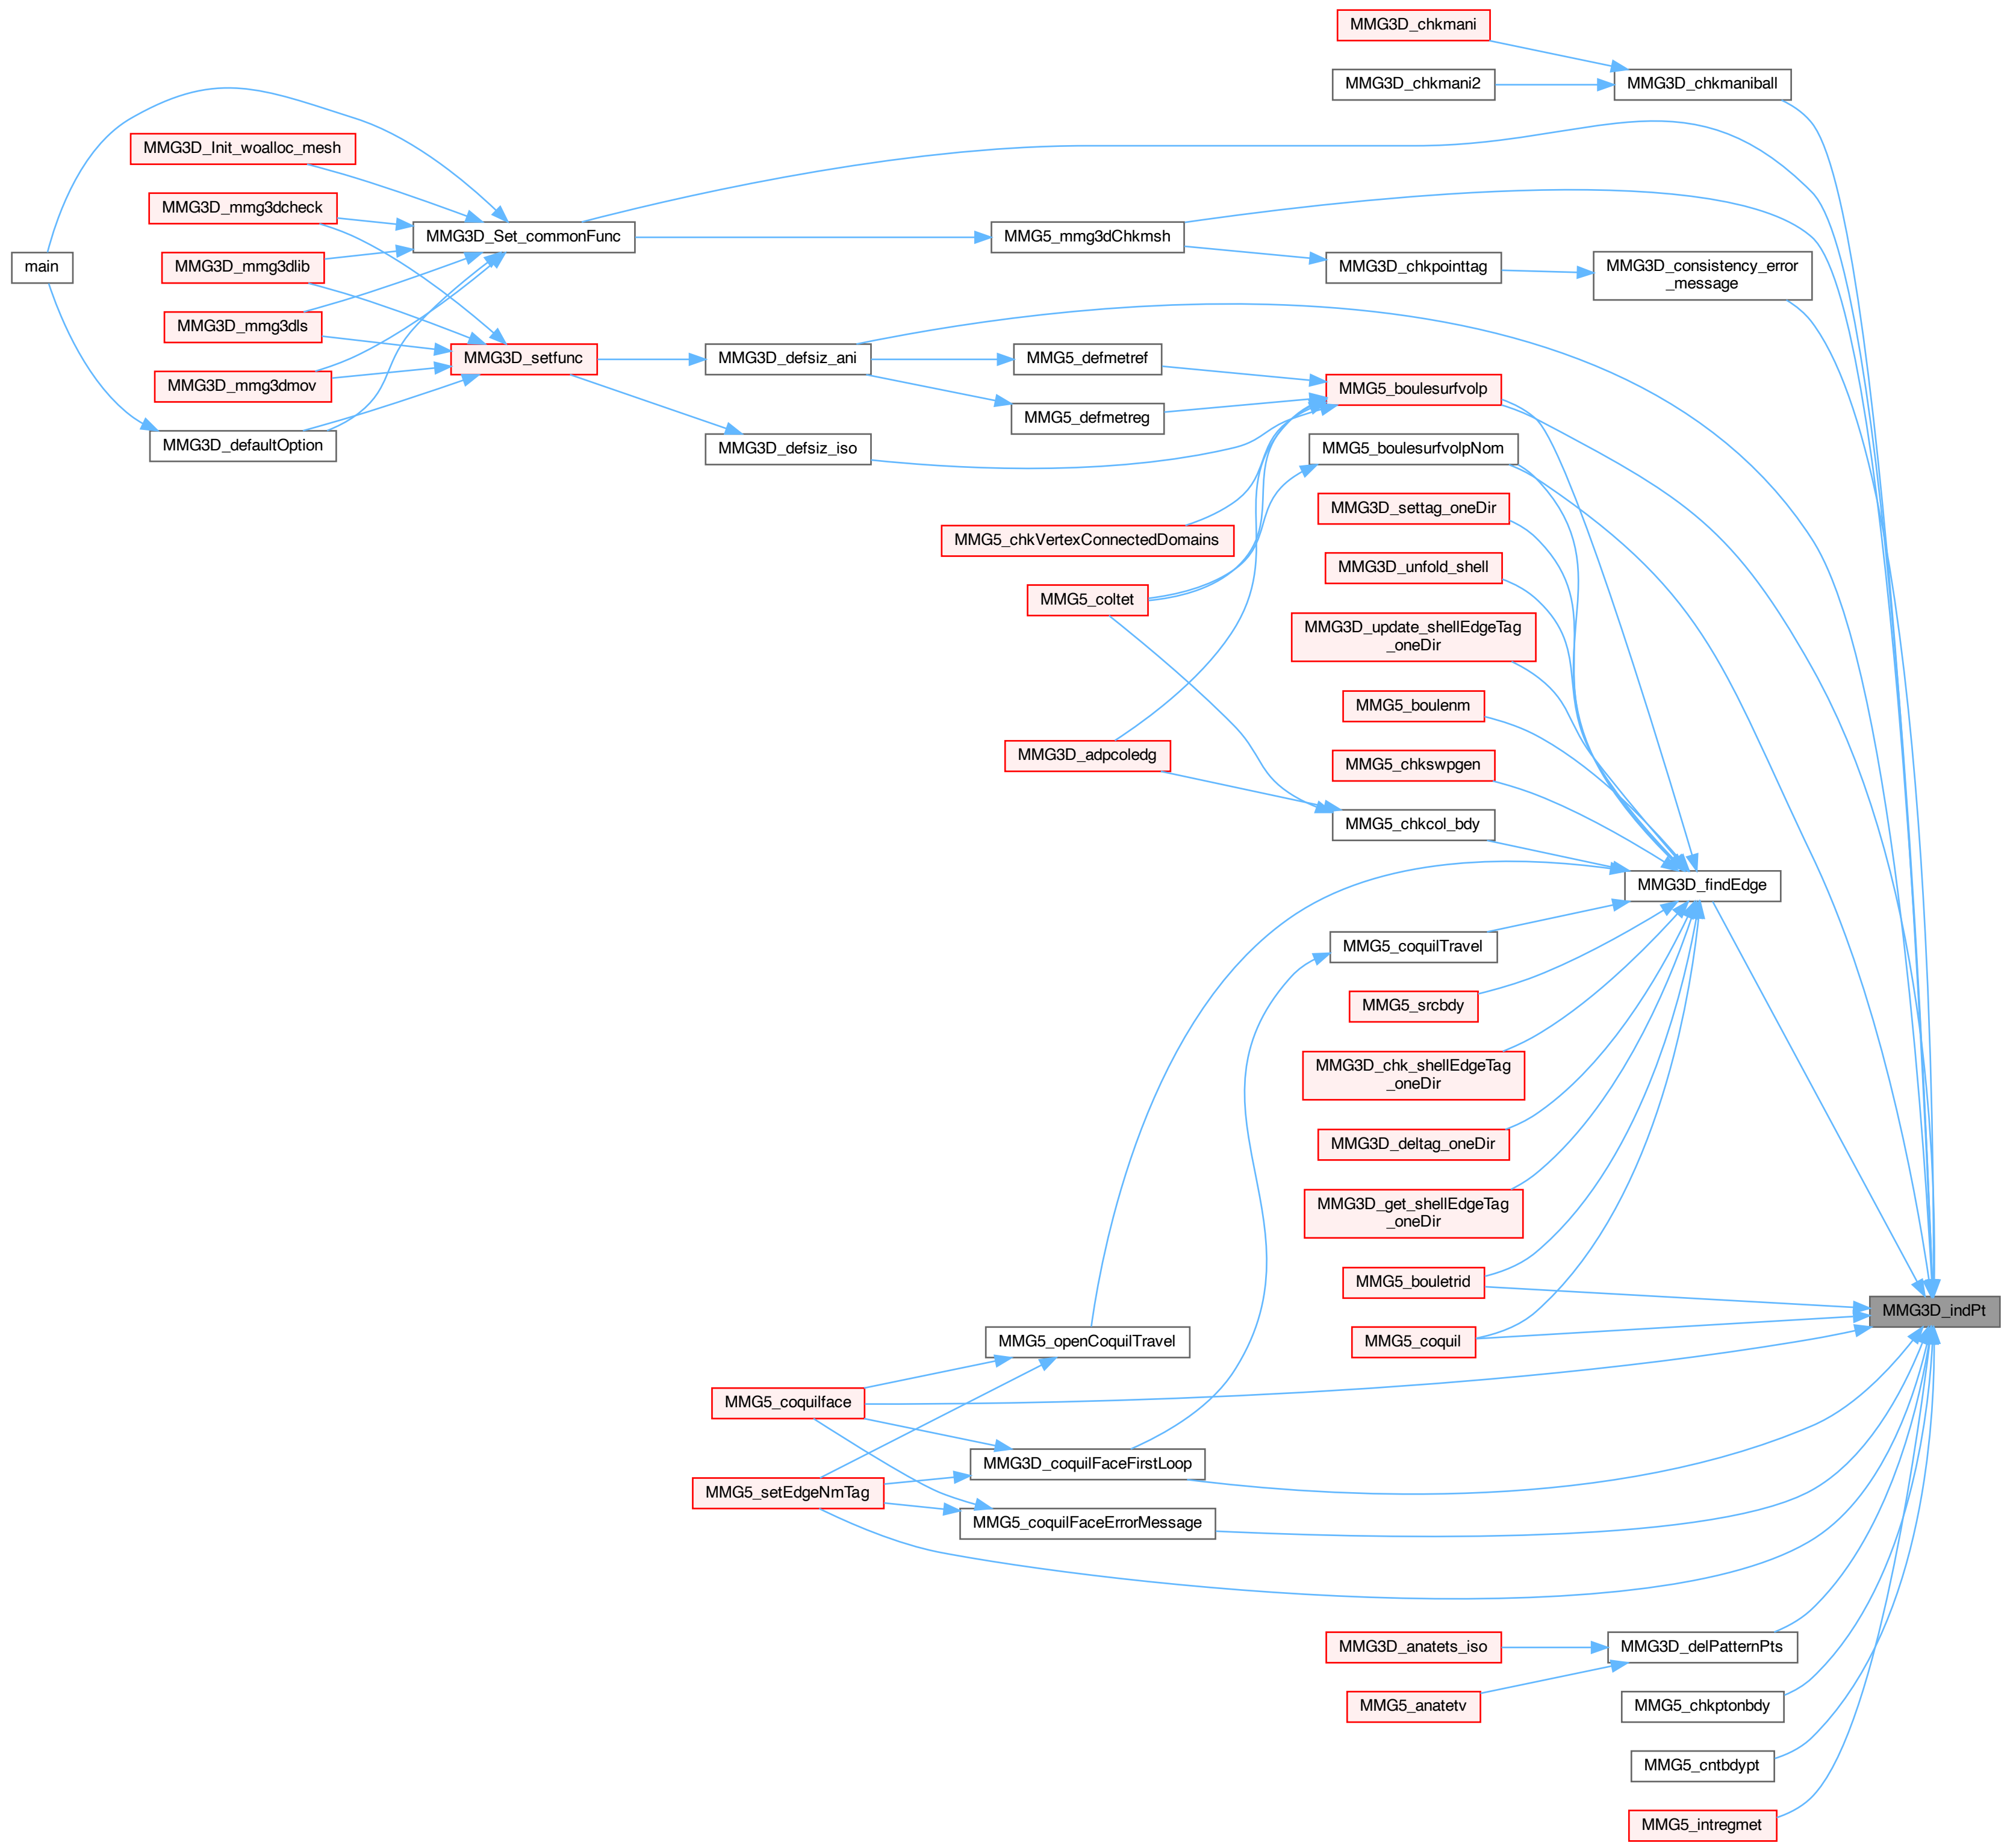 MMG3D_chkmani
MMG3D_chkmani2
MMG3D_chkmaniball
MMG3D_Init_woalloc_mesh
MMG3D_mmg3dcheck
MMG3D_Set_commonFunc
MMG5_mmg3dChkmsh
main
MMG3D_mmg3dlib
MMG3D_chkpointtag
MMG3D_consistency_error
_message
MMG3D_mmg3dls
MMG3D_setfunc
MMG3D_defsiz_ani
MMG5_defmetref
MMG3D_mmg3dmov
MMG5_boulesurfvolp
MMG5_defmetreg
MMG3D_defaultOption
MMG3D_defsiz_iso
MMG5_boulesurfvolpNom
MMG3D_settag_oneDir
MMG5_chkVertexConnectedDomains
MMG3D_unfold_shell
MMG5_coltet
MMG3D_update_shellEdgeTag
_oneDir
MMG5_boulenm
MMG3D_adpcoledg
MMG5_chkswpgen
MMG5_chkcol_bdy
MMG3D_findEdge
MMG5_coquilTravel
MMG5_srcbdy
MMG3D_chk_shellEdgeTag
_oneDir
MMG3D_deltag_oneDir
MMG3D_get_shellEdgeTag
_oneDir
MMG5_bouletrid
MMG3D_indPt
MMG5_openCoquilTravel
MMG5_coquil
MMG5_coquilface
MMG3D_coquilFaceFirstLoop
MMG5_setEdgeNmTag
MMG5_coquilFaceErrorMessage
MMG3D_anatets_iso
MMG3D_delPatternPts
MMG5_anatetv
MMG5_chkptonbdy
MMG5_cntbdypt
MMG5_intregmet